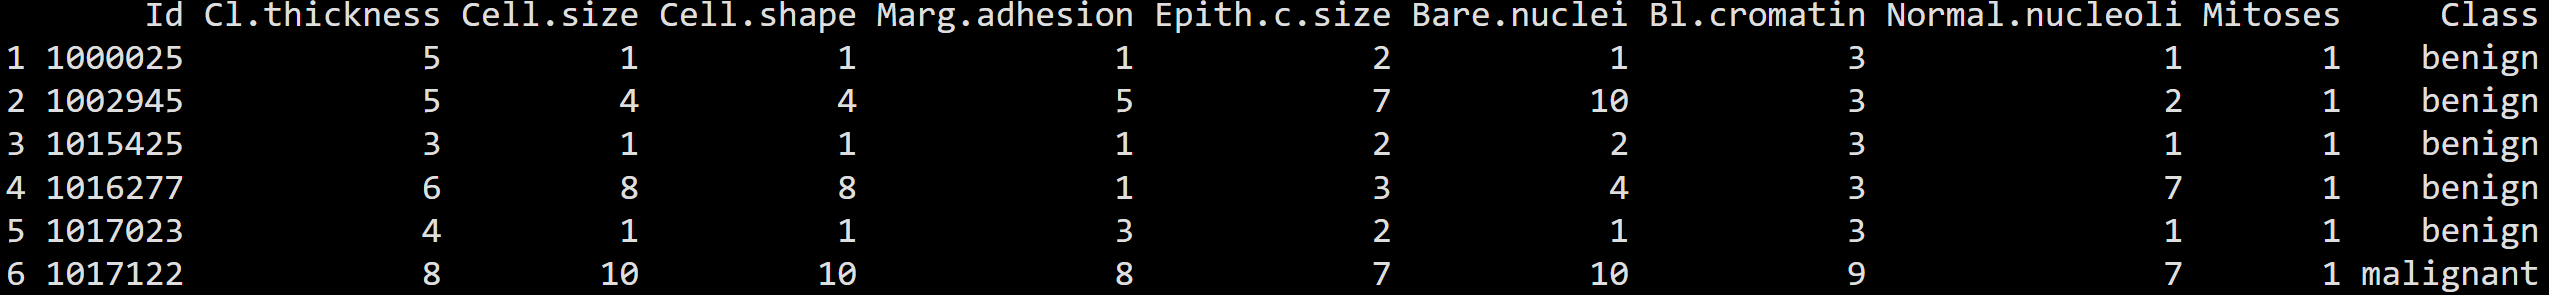 Id Cl.thickness Cell.size Cell.shape Marg.adhesion Epith.c.size Bare.nuclei Bl.cromatin Normal.nucleoli Mitoses Class
1 1000025 5 1 1 1 2 1 3 1 1 benign
2 1002945 5 4 4 5 7 10 3 2 1 benign
3 1015425 3 1 1 1 2 2 3 1 1 benign
4 1016277 6 8 8 1 3 4 3 7 1 benign
5 1017023 4 1 1 3 2 1 3 1 1 benign
6 1017122 8 10 10 8 7 10 9 7 1 malignant